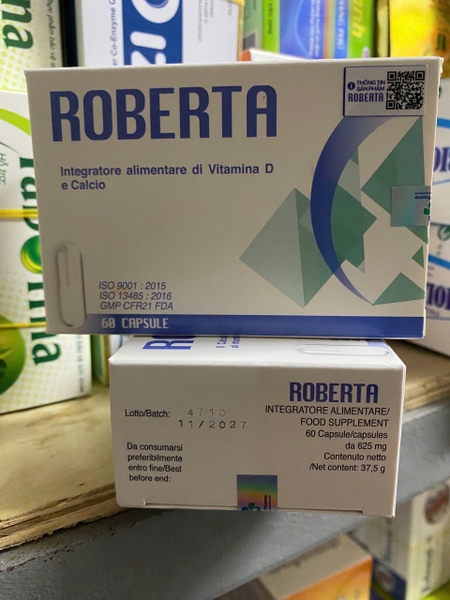 THÔNG TIN
SẢN PHẨM
ROBERTA
ROBERTA
Integratore alimentare di Vitamina D
e Calcio
ISO 9001 : 2015
ISO 13485 : 2016
GMP CFR21 FDA
60 CAPSULE
ROBERTA
INTEGRATORE ALIMENTARE/
FOOD SUPPLEMENT
60 Capsule/capsules
da 625 mg
Contenuto netto
/Net content: 37,5 g
Lotto/Batch: 4710
11/2027
Da consumarsi
preferibilmente
entro fine/Best
before end: